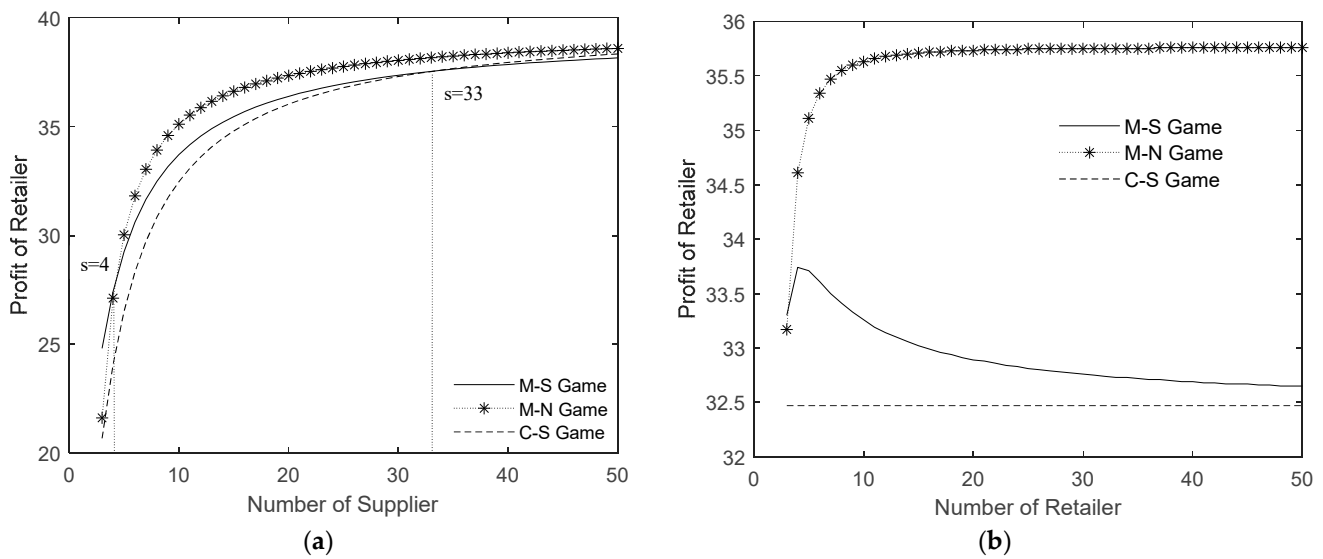 40
35
30
25
20
Profit of Retailer
s=4
s=33
M-S Game
M-N Game
C-S Game
0 10 20 30 40 50
Number of Supplier
(a)
36
35.5
35
34.5
34
33.5
33
32.5
32
Profit of Retailer
M-S Game
M-N Game
C-S Game
0 10 20 30 40 50
Number of Retailer
(b)